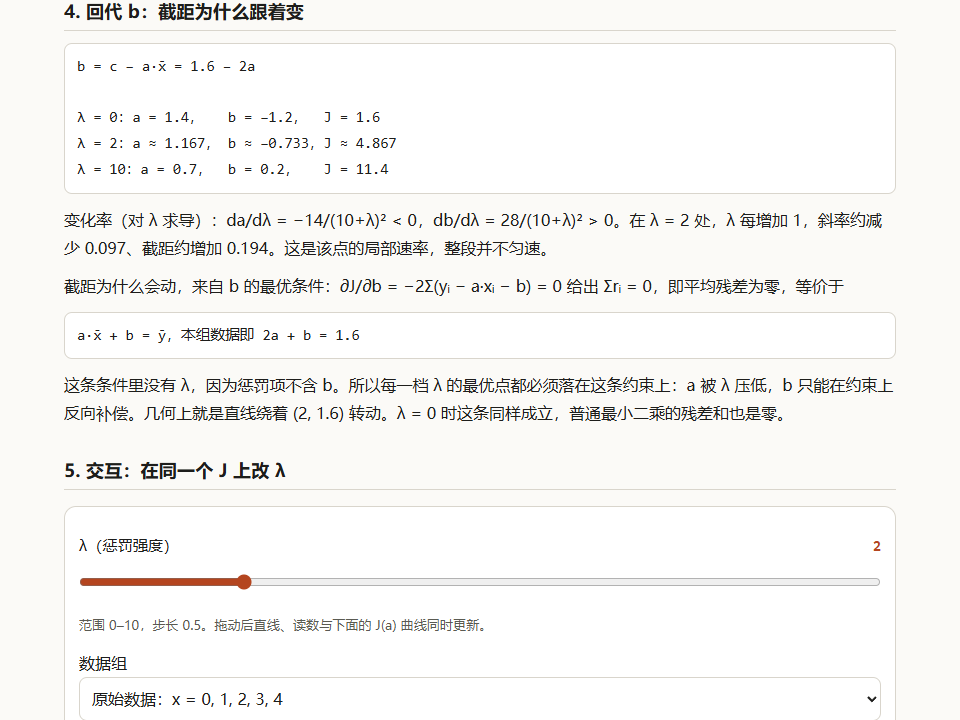 4. 回代 b：截距为什么跟着变
b = c − a·x̄ = 1.6 − 2a
λ = 0: a = 1.4,    b = −1.2,   J = 1.6
λ = 2: a ≈ 1.167,  b ≈ −0.733, J ≈ 4.867
λ = 10: a = 0.7,   b = 0.2,    J = 11.4
变化率（对 λ 求导）：da/dλ = −14/(10+λ)² < 0，db/dλ = 28/(10+λ)² > 0。在 λ = 2 处，λ 每增加 1，斜率约减
少 0.097、截距约增加 0.194。这是该点的局部速率，整段并不匀速。
截距为什么会动，来自 b 的最优条件：∂J/∂b = −2Σ(yᵢ − a·xᵢ − b) = 0 给出 Σrᵢ = 0，即平均残差为零，等价于
a·x̄ + b = ȳ，本组数据即 2a + b = 1.6
这条条件里没有 λ，因为惩罚项不含 b。所以每一档 λ 的最优点都必须落在这条约束上：a 被 λ 压低，b 只能在约束上
反向补偿。几何上就是直线绕着 (2, 1.6) 转动。λ = 0 时这条同样成立，普通最小二乘的残差和也是零。
5. 交互：在同一个 J 上改 λ
λ（惩罚强度）
2
范围 0–10，步长 0.5。拖动后直线、读数与下面的 J(a) 曲线同时更新。
数据组
原始数据：x = 0, 1, 2, 3, 4